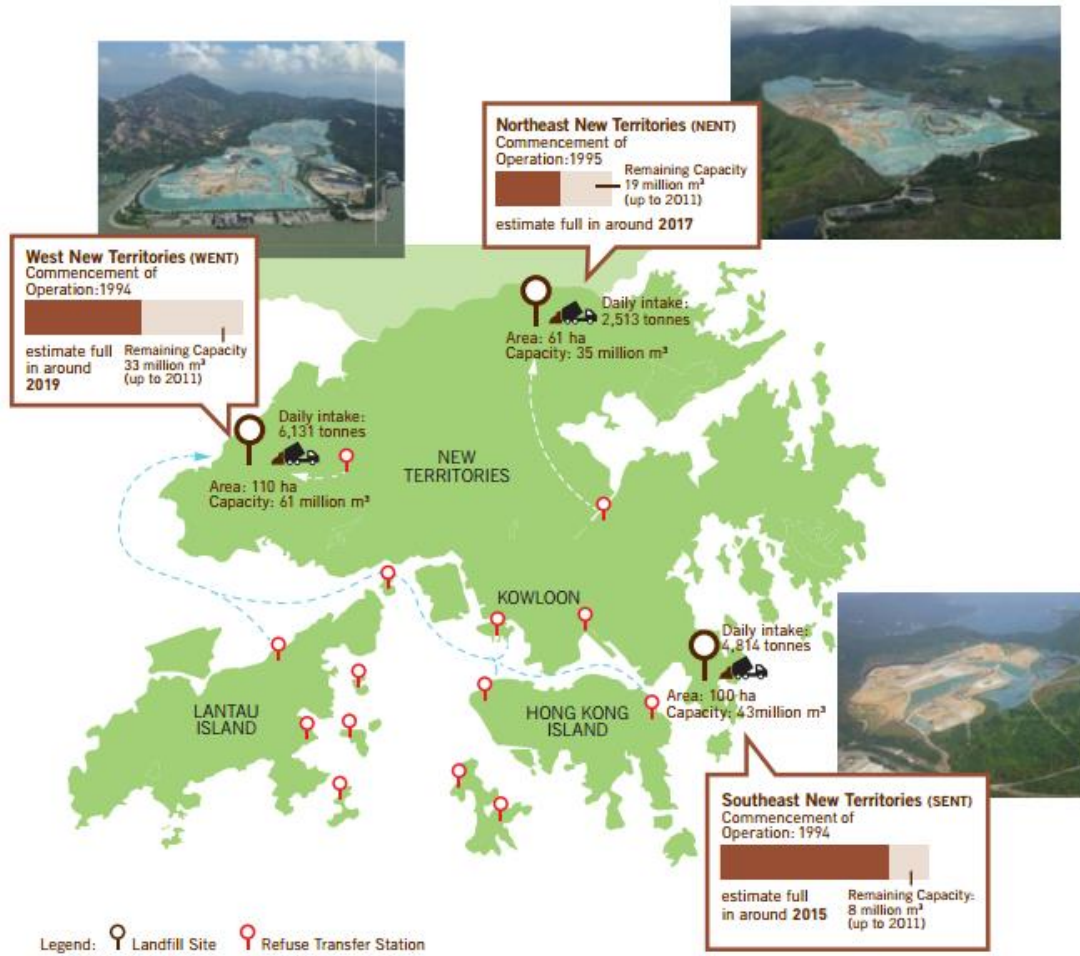 Northeast New Territories (NENT)
Commencement of
Operation:1995
Remaining Capacity
19 million m³
(up to 2011)
estimate full in around 2017
West New Territories (WENT)
Commencement of
Operation:1994
estimate full
in around
2019
Remaining Capacity
33 million m³
(up to 2011)
Daily intake:
2,513 tonnes
Area: 61 ha
Capacity: 35 million m³
Daily intake:
6,131 tonnes
Area: 110 ha
Capacity: 61 million m³
NEW
TERRITORIES
KOWLOON
Daily intake:
4,814 tonnes
Area: 100 ha
Capacity: 43million m³
LANTAU
ISLAND
HONG KONG
ISLAND
Southeast New Territories (SENT)
Commencement of
Operation: 1994
estimate full
in around 2015
Remaining Capacity:
8 million m³
(up to 2011)
Legend: Landfill Site Refuse Transfer Station